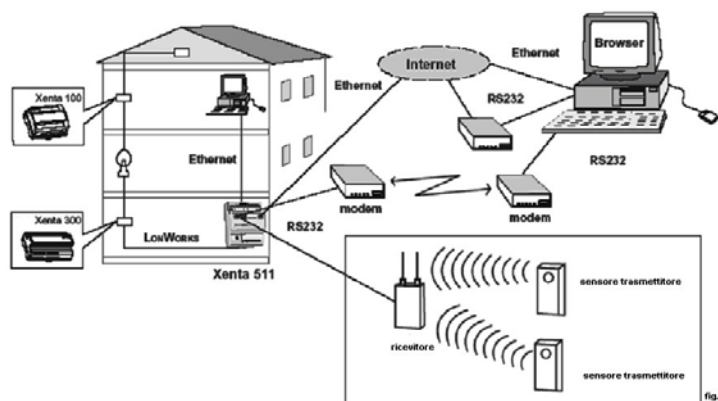 Ethernet
Browser
Internet
Xenta 100
Ethernet
RS232
Ethernet
RS232
modem
modem
Xenta 300
RS232
LONWORKS
Xenta 511
sensore trasmettitore
ricevitore
sensore trasmettitore
fig.